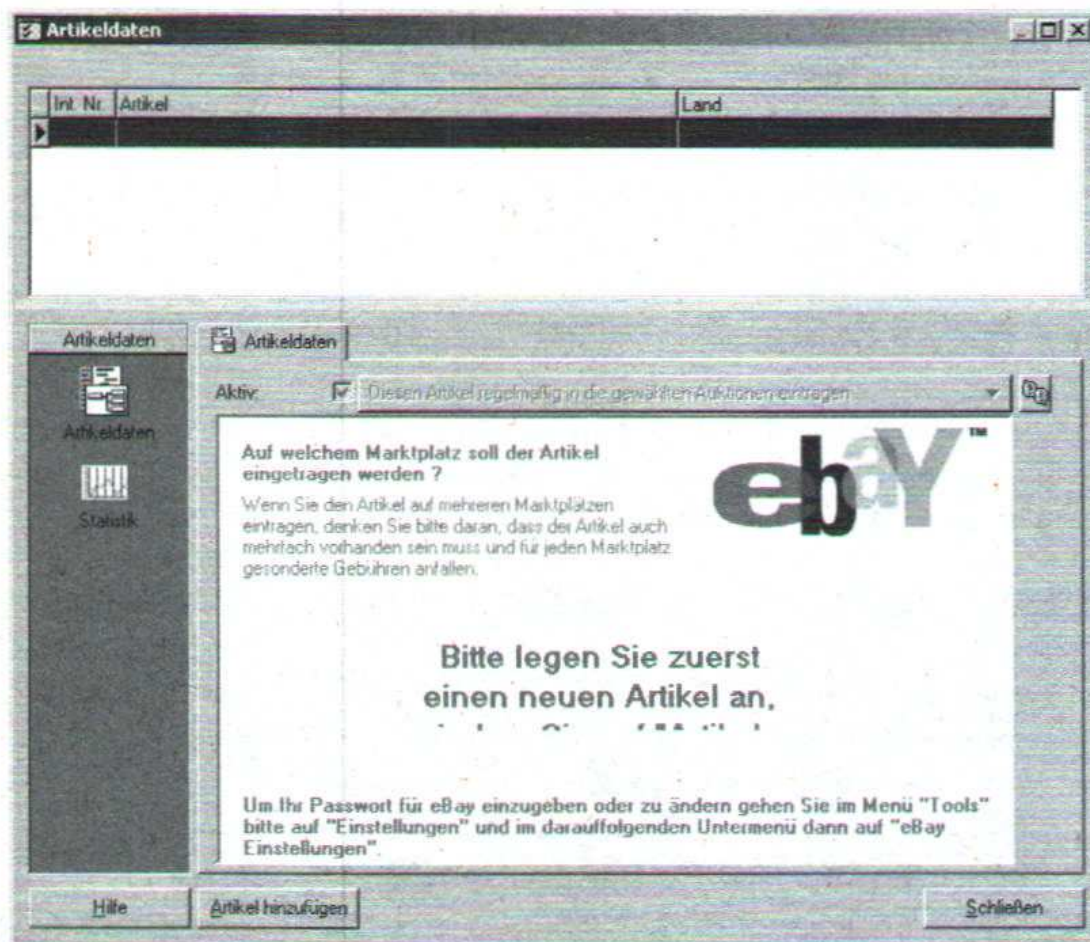 Artikeldaten
Int. Nr. Artikel Land
Artikeldaten
Artikeldaten
Statistik
Artikeldaten
Aktiv: Diesen Artikel regelmäßig in die gewählten Auktionen eintragen
Auf welchem Marktplatz soll der Artikel
eingetragen werden ?
Wenn Sie den Artikel auf mehreren Marktplätzen
eintragen, denken Sie bitte daran, dass der Artikel auch
mehrfach vorhanden sein muss und für jeden Marktplatz
gesonderte Gebühren anfallen.
ebaY™
Bitte legen Sie zuerst
einen neuen Artikel an,
Um Ihr Passwort für eBay einzugeben oder zu ändern gehen Sie im Menü "Tools"
bitte auf "Einstellungen" und im darauffolgenden Untermenü dann auf "eBay
Einstellungen".
Hilfe Artikel hinzufügen Schließen